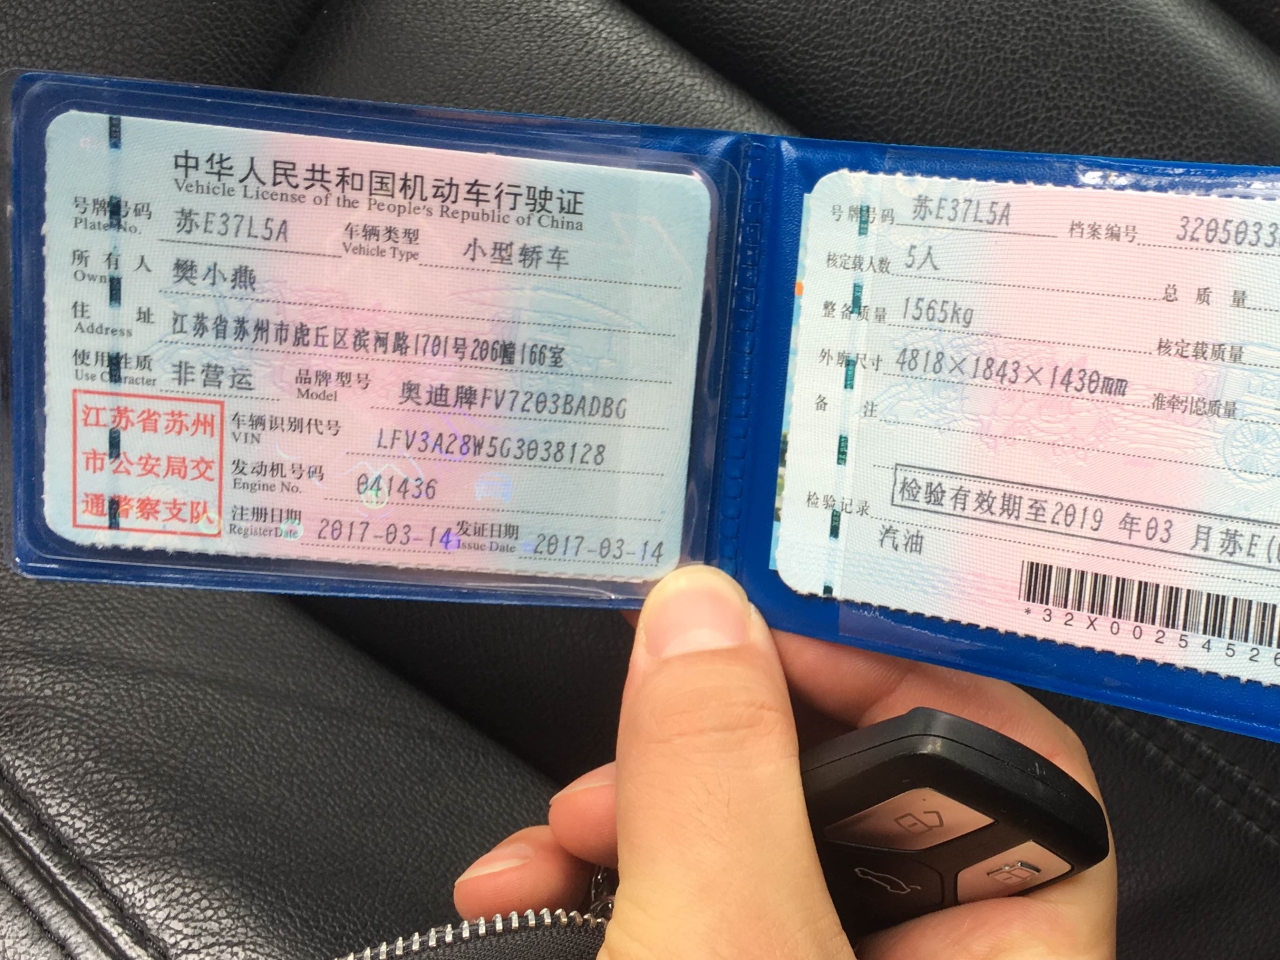 中华人民共和国机动车行驶证
Vehicle License of the People's Republic of China
号牌号码 苏E37L5A 车辆类型 小型轿车
Plate No. Vehicle Type
所有人 樊小燕
Owner
住址 江苏省苏州市虎丘区滨河路1701号206幢166室
Address
使用性质 非营运 品牌型号 奥迪牌FV7203BADBG
Use Character Model
江苏省苏州
市公安局交
通警察支队
车辆识别代号 LFV3A28W5G3038128
VIN
发动机号码 041436
Engine No.
注册日期 2017-03-14 发证日期 2017-03-14
Register Date Issue Date
号牌号码 苏E37L5A 档案编号 3205033
核定载人数 5人 总质量
整备质量 1565kg 核定载质量
外廓尺寸 4818×1843×1430mm 准牵引总质量
备注
检验记录 检验有效期至2019年03月苏E(
汽油
*32X0025452